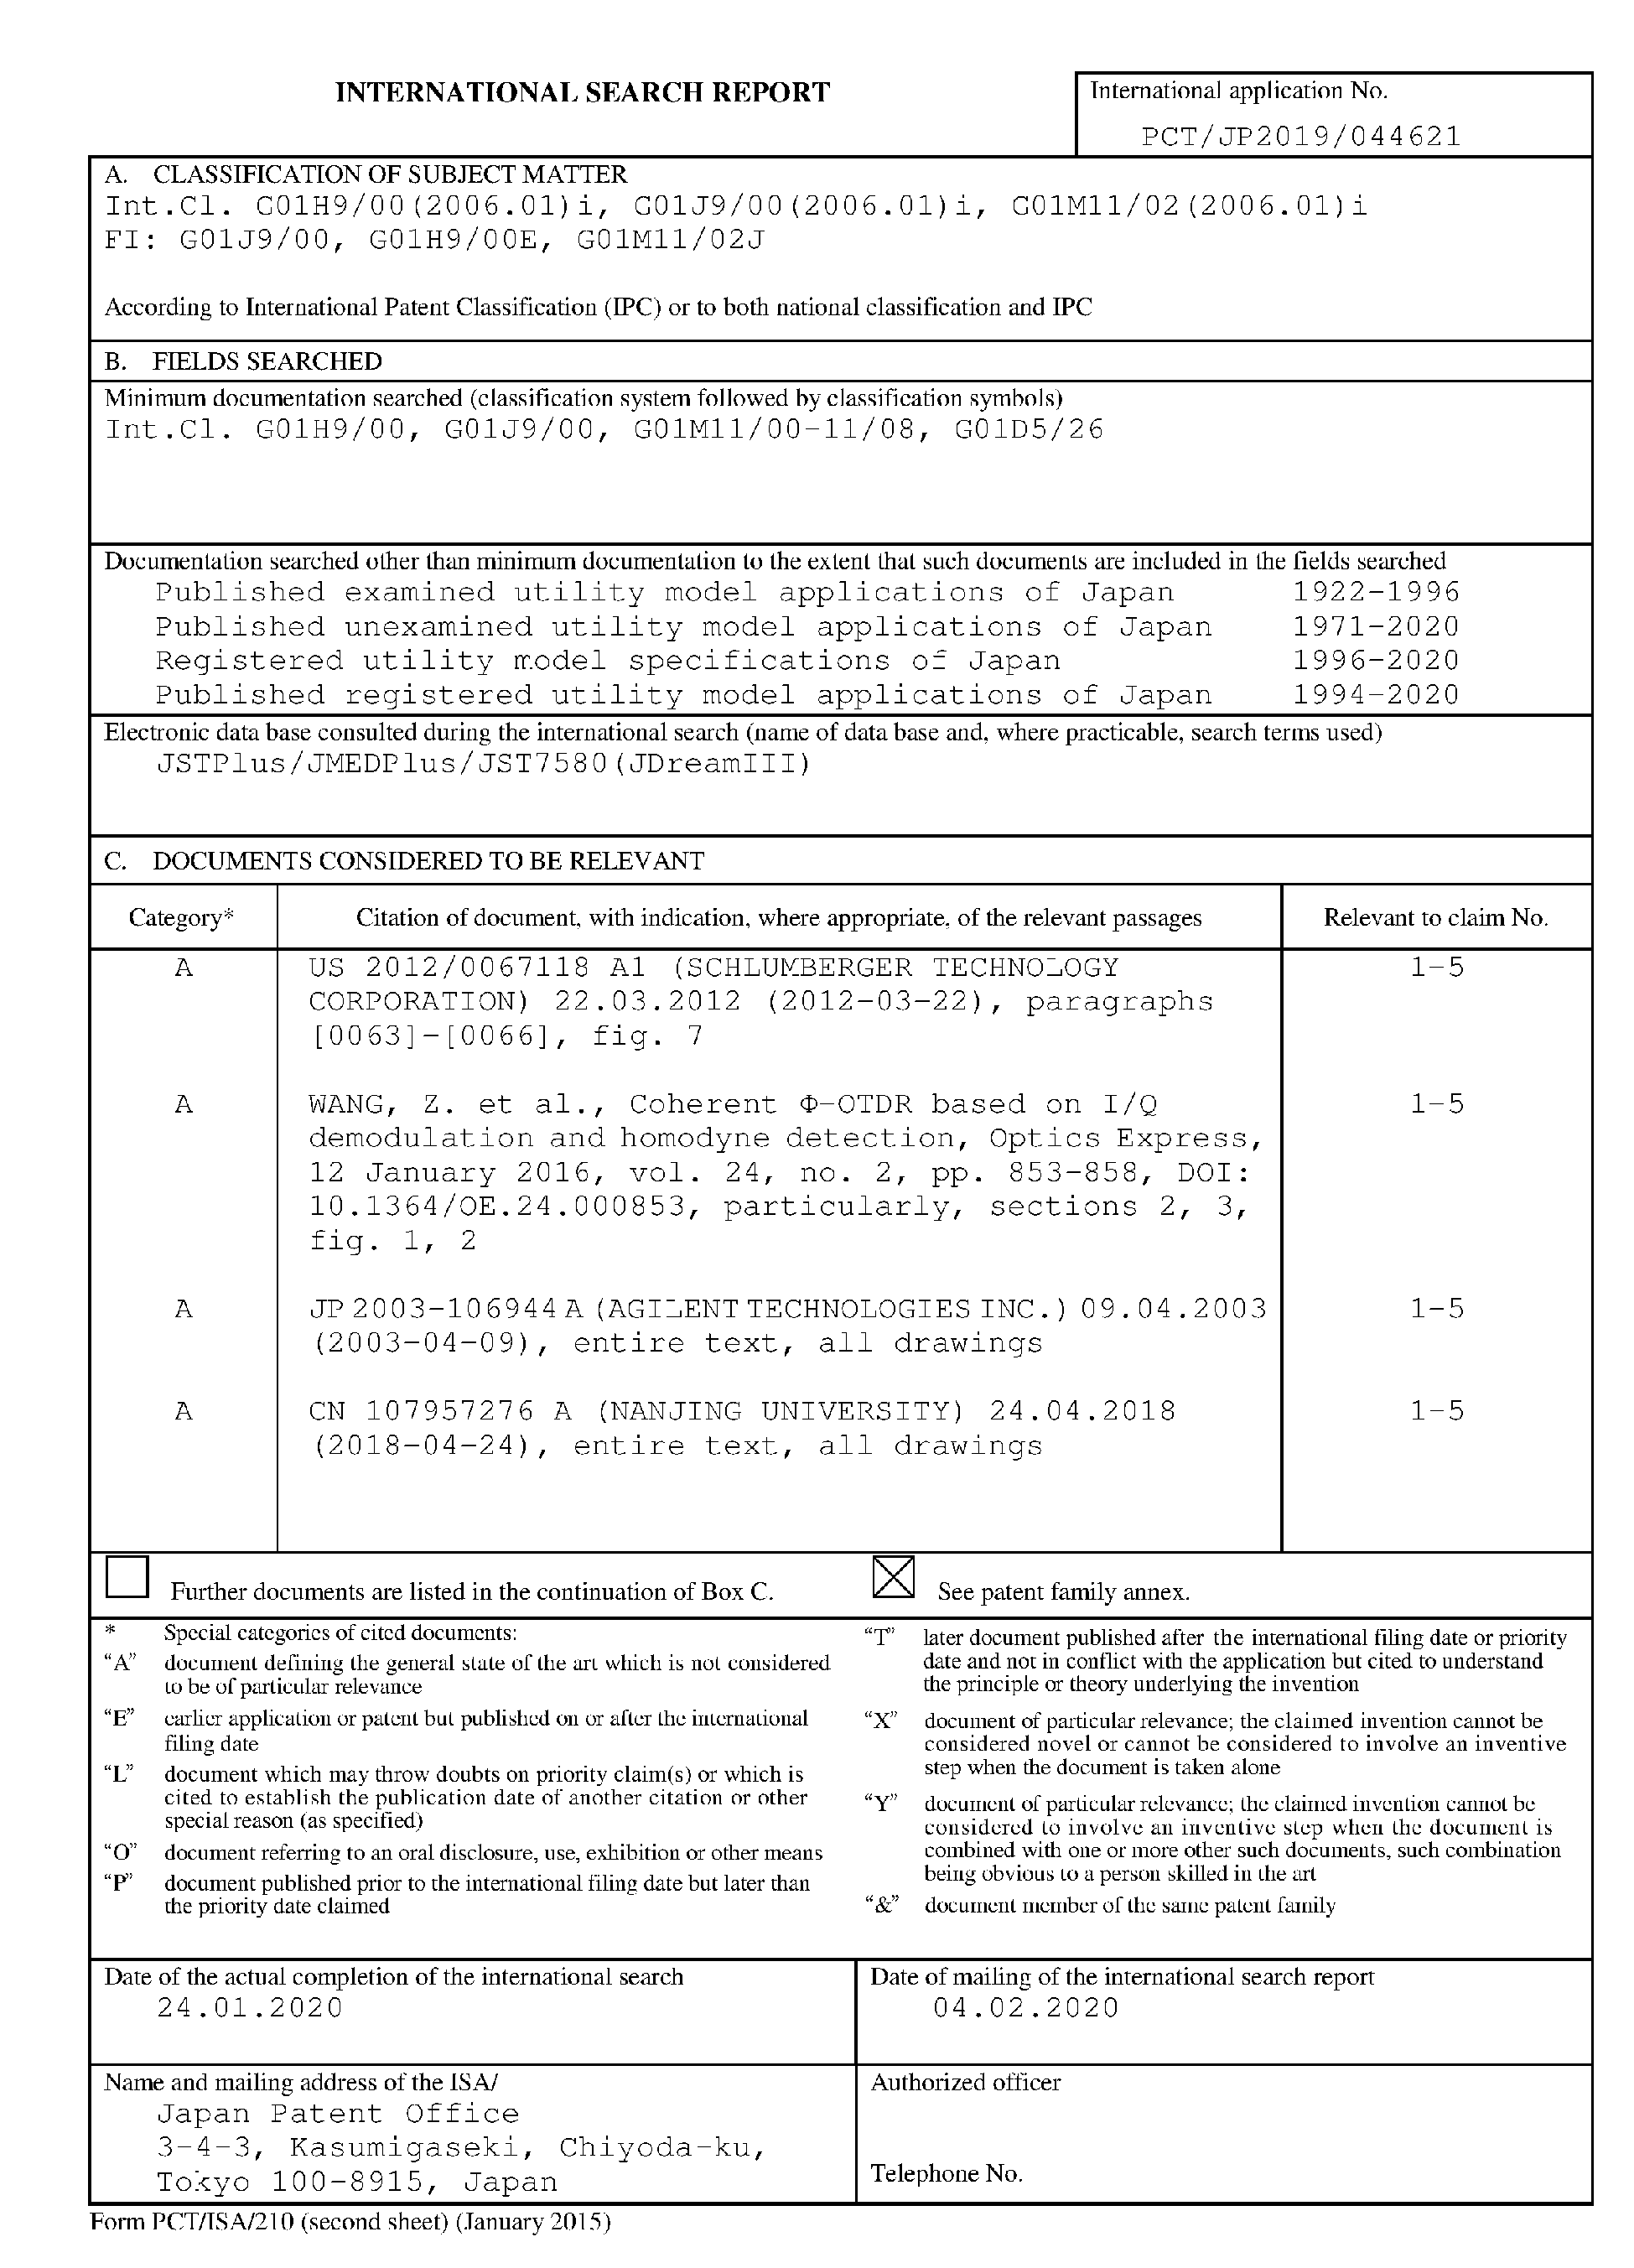 INTERNATIONAL SEARCH REPORT
International application No.
PCT/JP2019/044621
A. CLASSIFICATION OF SUBJECT MATTER
Int.Cl. G01H9/00(2006.01)i, G01J9/00(2006.01)i, G01M11/02(2006.01)i
FI: G01J9/00, G01H9/00E, G01M11/02J
According to International Patent Classification (IPC) or to both national classification and IPC
B. FIELDS SEARCHED
Minimum documentation searched (classification system followed by classification symbols)
Int.Cl. G01H9/00, G01J9/00, G01M11/00-11/08, G01D5/26
Documentation searched other than minimum documentation to the extent that such documents are included in the fields searched
Published examined utility model applications of Japan 1922-1996
Published unexamined utility model applications of Japan 1971-2020
Registered utility model specifications of Japan 1996-2020
Published registered utility model applications of Japan 1994-2020
Electronic data base consulted during the international search (name of data base and, where practicable, search terms used)
JSTPlus/JMEDPlus/JST7580(JDreamIII)
C. DOCUMENTS CONSIDERED TO BE RELEVANT
Category* Citation of document, with indication, where appropriate, of the relevant passages Relevant to claim No.
A US 2012/0067118 A1 (SCHLUMBERGER TECHNOLOGY 1-5
CORPORATION) 22.03.2012 (2012-03-22), paragraphs
[0063]-[0066], fig. 7
A WANG, Z. et al., Coherent Φ-OTDR based on I/Q 1-5
demodulation and homodyne detection, Optics Express,
12 January 2016, vol. 24, no. 2, pp. 853-858, DOI:
10.1364/OE.24.000853, particularly, sections 2, 3,
fig. 1, 2
A JP 2003-106944 A (AGILENT TECHNOLOGIES INC.) 09.04.2003 1-5
(2003-04-09), entire text, all drawings
A CN 107957276 A (NANJING UNIVERSITY) 24.04.2018 1-5
(2018-04-24), entire text, all drawings
Further documents are listed in the continuation of Box C.
See patent family annex.
* Special categories of cited documents:
“A” document defining the general state of the art which is not considered
to be of particular relevance
“E” earlier application or patent but published on or after the international
filing date
“L” document which may throw doubts on priority claim(s) or which is
cited to establish the publication date of another citation or other
special reason (as specified)
“O” document referring to an oral disclosure, use, exhibition or other means
“P” document published prior to the international filing date but later than
the priority date claimed
“T” later document published after the international filing date or priority
date and not in conflict with the application but cited to understand
the principle or theory underlying the invention
“X” document of particular relevance; the claimed invention cannot be
considered novel or cannot be considered to involve an inventive
step when the document is taken alone
“Y” document of particular relevance; the claimed invention cannot be
considered to involve an inventive step when the document is
combined with one or more other such documents, such combination
being obvious to a person skilled in the art
“&” document member of the same patent family
Date of the actual completion of the international search
24.01.2020
Date of mailing of the international search report
04.02.2020
Name and mailing address of the ISA/
Japan Patent Office
3-4-3, Kasumigaseki, Chiyoda-ku,
Tokyo 100-8915, Japan
Authorized officer
Telephone No.
Form PCT/ISA/210 (second sheet) (January 2015)